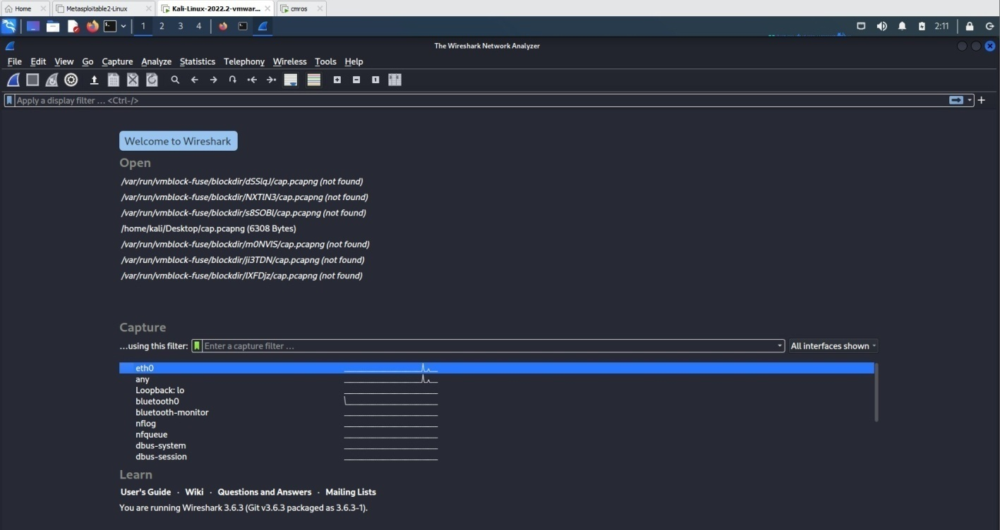 Home Metasploitable2-Linux Kali-Linux-2022.2-vmwar... cmros
1 2 3 4 2:11
The Wireshark Network Analyzer
File Edit View Go Capture Analyze Statistics Telephony Wireless Tools Help
Apply a display filter ... <Ctrl-/>
Welcome to Wireshark
Open
/var/run/vmblock-fuse/blockdir/dSSlqJ/cap.pcapng (not found)
/var/run/vmblock-fuse/blockdir/NXTlN3/cap.pcapng (not found)
/var/run/vmblock-fuse/blockdir/s8SOBl/cap.pcapng (not found)
/home/kali/Desktop/cap.pcapng (6308 Bytes)
/var/run/vmblock-fuse/blockdir/m0NVlS/cap.pcapng (not found)
/var/run/vmblock-fuse/blockdir/ji3TDN/cap.pcapng (not found)
/var/run/vmblock-fuse/blockdir/lXFDjz/cap.pcapng (not found)
Capture
...using this filter: Enter a capture filter ... All interfaces shown
eth0
any
Loopback: lo
bluetooth0
bluetooth-monitor
nflog
nfqueue
dbus-system
dbus-session
Learn
User's Guide · Wiki · Questions and Answers · Mailing Lists
You are running Wireshark 3.6.3 (Git v3.6.3 packaged as 3.6.3-1).